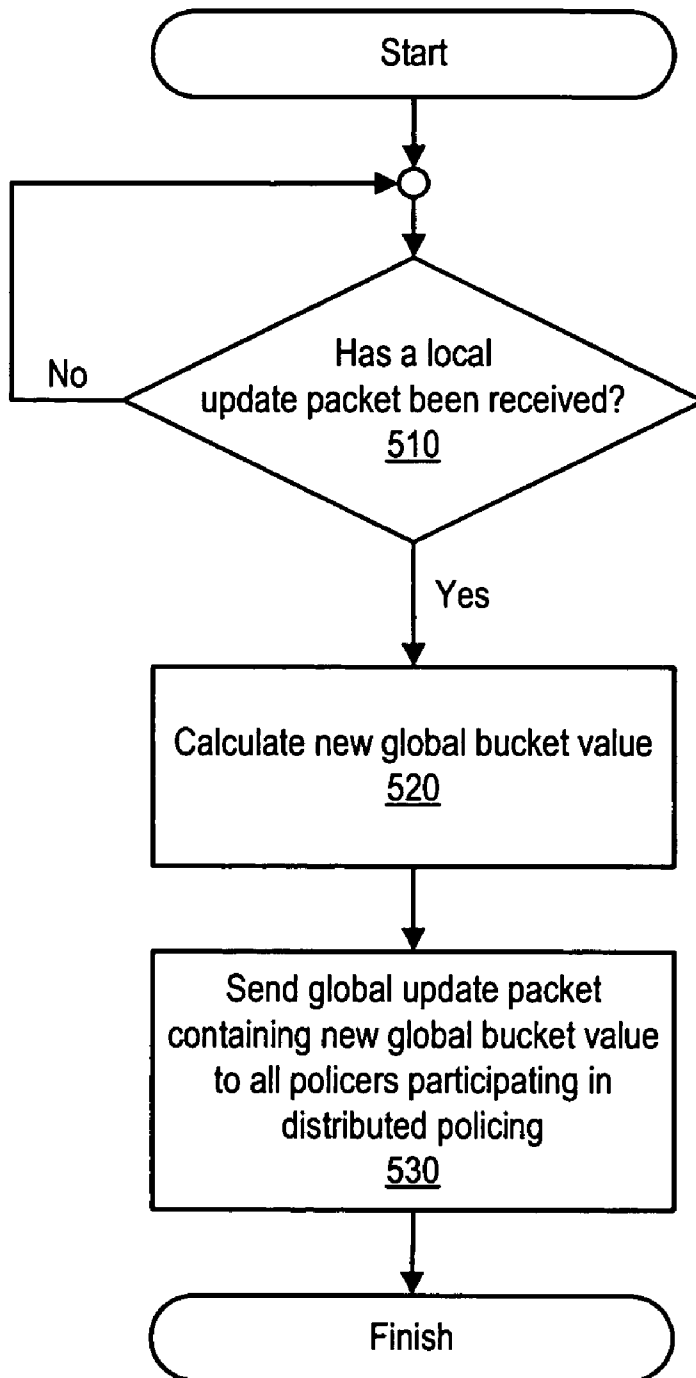 Start
Has a local
update packet been received?
510
No
Yes
Calculate new global bucket value
520
Send global update packet
containing new global bucket value
to all policers participating in
distributed policing
530
Finish